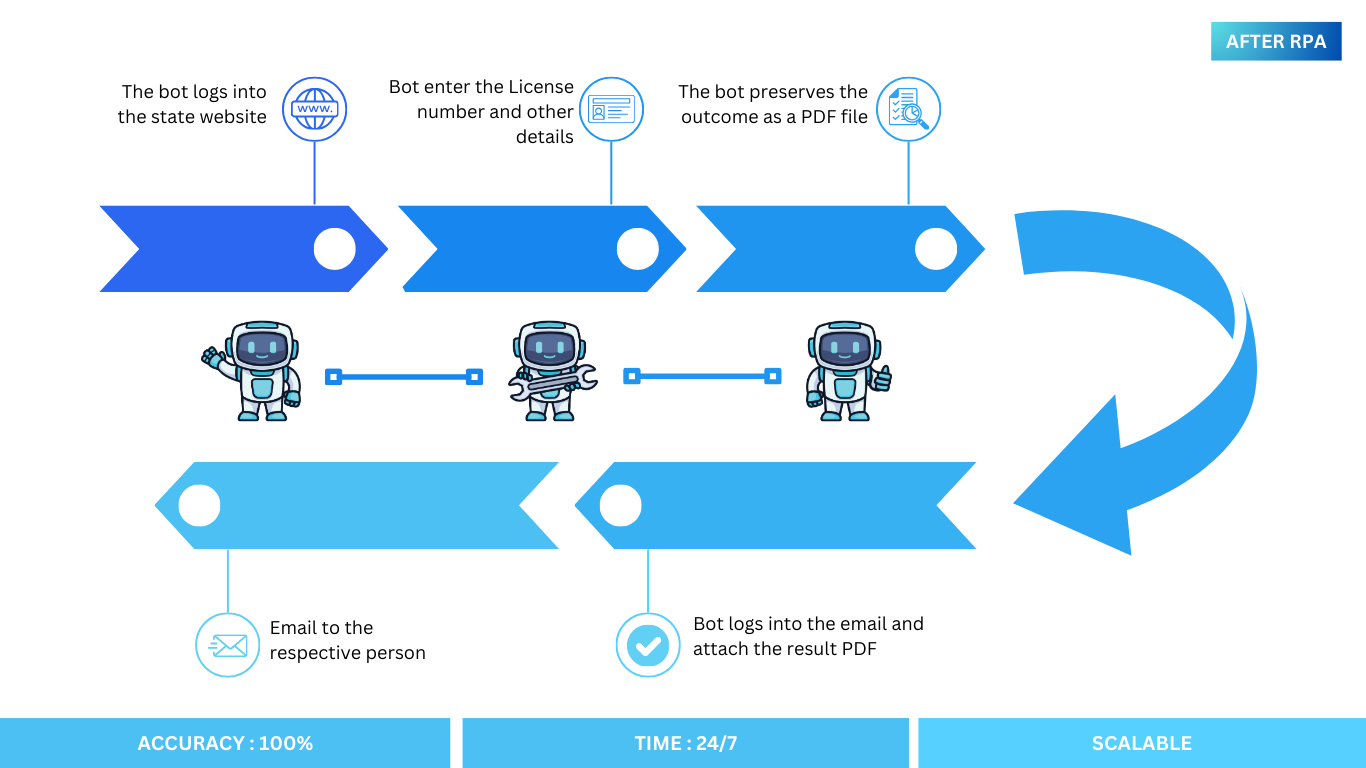 AFTER RPA
The bot logs into
the state website
www.
Bot enter the License
number and other
details
The bot preserves the
outcome as a PDF file
Bot logs into the email and
attach the result PDF
Email to the
respective person
ACCURACY : 100%
TIME : 24/7
SCALABLE